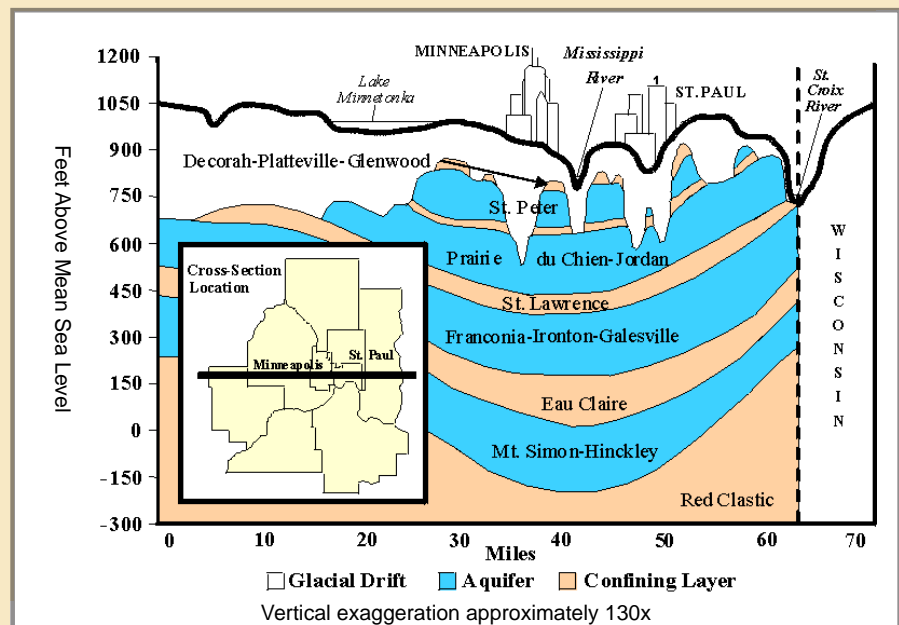 MINNEAPOLIS
Mississippi
River
ST. PAUL
St.
Croix
River
Lake
Minnetonka
Decorah-Platteville-Glenwood
St. Peter
Prairie du Chien-Jordan
St. Lawrence
Franconia-Ironton-Galesville
Eau Claire
Mt. Simon-Hinckley
Red Clastic
W
I
S
C
O
N
S
I
N
Cross-Section
Location
Minneapolis
St. Paul
Feet Above Mean Sea Level
1200
1050
900
750
600
450
300
150
0
-150
-300
0 10 20 30 40 50 60 70
Miles
Glacial Drift Aquifer Confining Layer
Vertical exaggeration approximately 130x